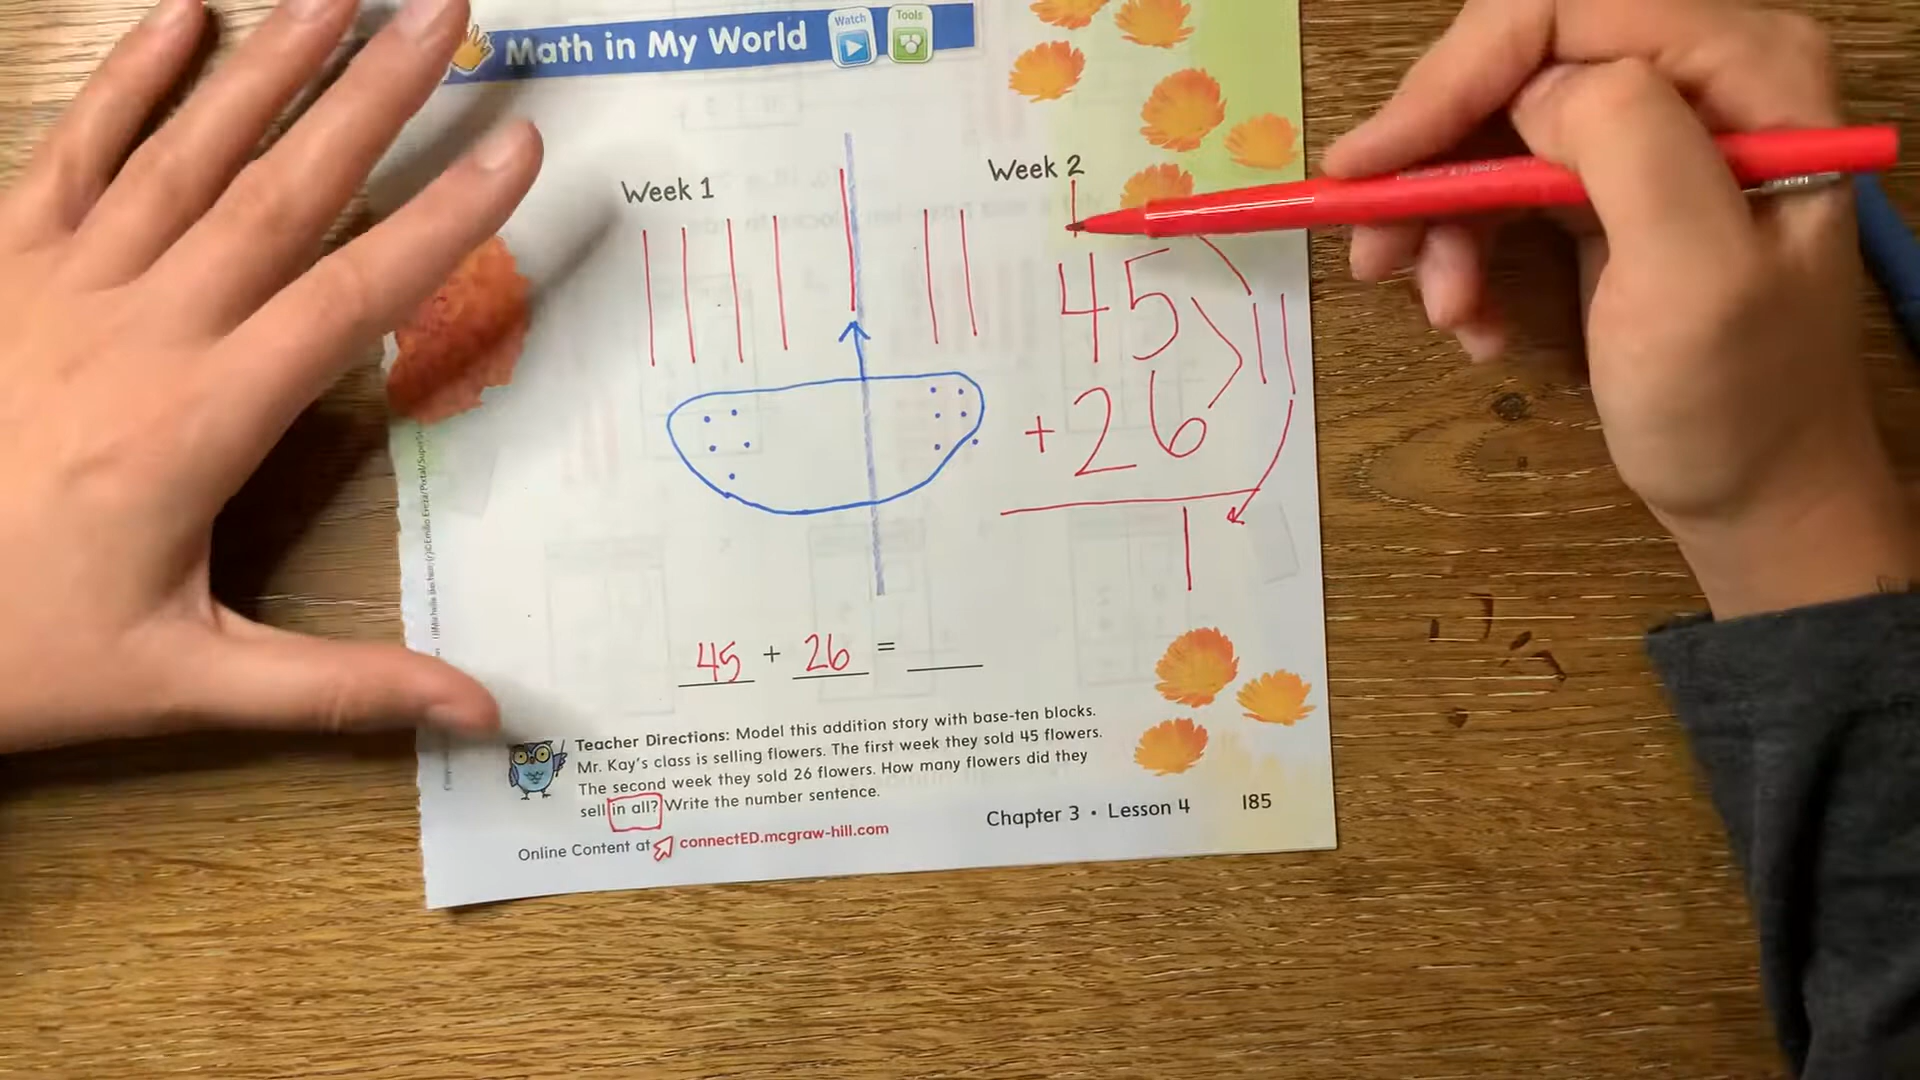 Math in My World
Watch
Tools
Week 1
Week 2
1
45
11
+ 26
1
45 + 26 =
Teacher Directions: Model this addition story with base-ten blocks.
Mr. Kay's class is selling flowers. The first week they sold 45 flowers.
The second week they sold 26 flowers. How many flowers did they
sell in all? Write the number sentence.
Online Content at connectED.mcgraw-hill.com
Chapter 3 • Lesson 4 185